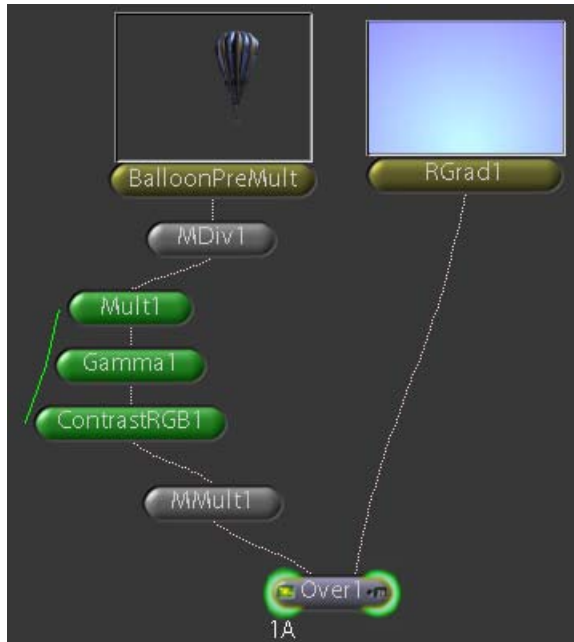 BalloonPreMult
RGrad1
MDiv1
Mult1
Gamma1
ContrastRGB1
MMult1
Over1
1A